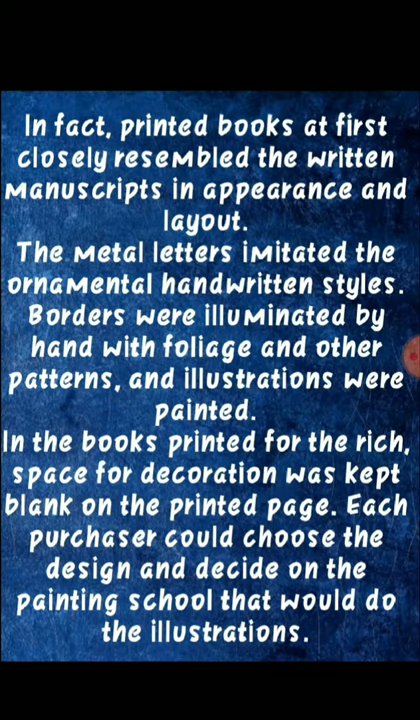 In fact, printed books at first
closely resembled the written
manuscripts in appearance and
layout.
The metal letters imitated the
ornamental handwritten styles.
Borders were illuminated by
hand with foliage and other
patterns, and illustrations were
painted.
In the books printed for the rich,
space for decoration was kept
blank on the printed page. Each
purchaser could choose the
design and decide on the
painting school that would do
the illustrations.